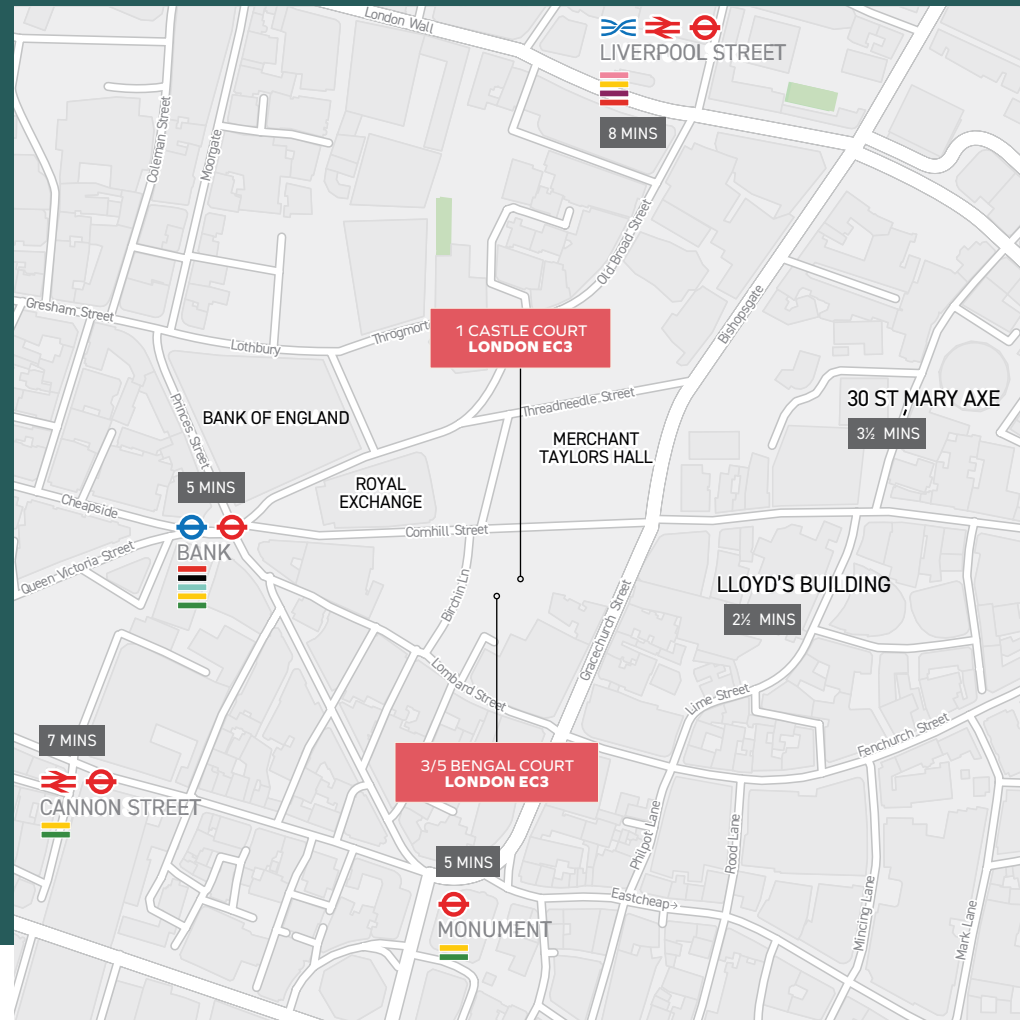 London Wall
LIVERPOOL STREET
8 MINS
Coleman Street
Moorgate
Old Broad Street
Gresham Street
Lothbury
1 CASTLE COURT
LONDON EC3
Bishopsgate
Princes Street
BANK OF ENGLAND
Threadneedle Street
30 ST MARY AXE
3½ MINS
MERCHANT
TAYLORS HALL
ROYAL
EXCHANGE
5 MINS
Cheapside
BANK
Queen Victoria Street
Cornhill Street
Birchin Ln
LLOYD'S BUILDING
2½ MINS
Gracechurch Street
Lombard Street
Lime Street
Fenchurch Street
7 MINS
CANNON STREET
3/5 BENGAL COURT
LONDON EC3
Philpot Lane
Rood Lane
5 MINS
MONUMENT
Eastcheap
Mincing Lane
Mark Lane